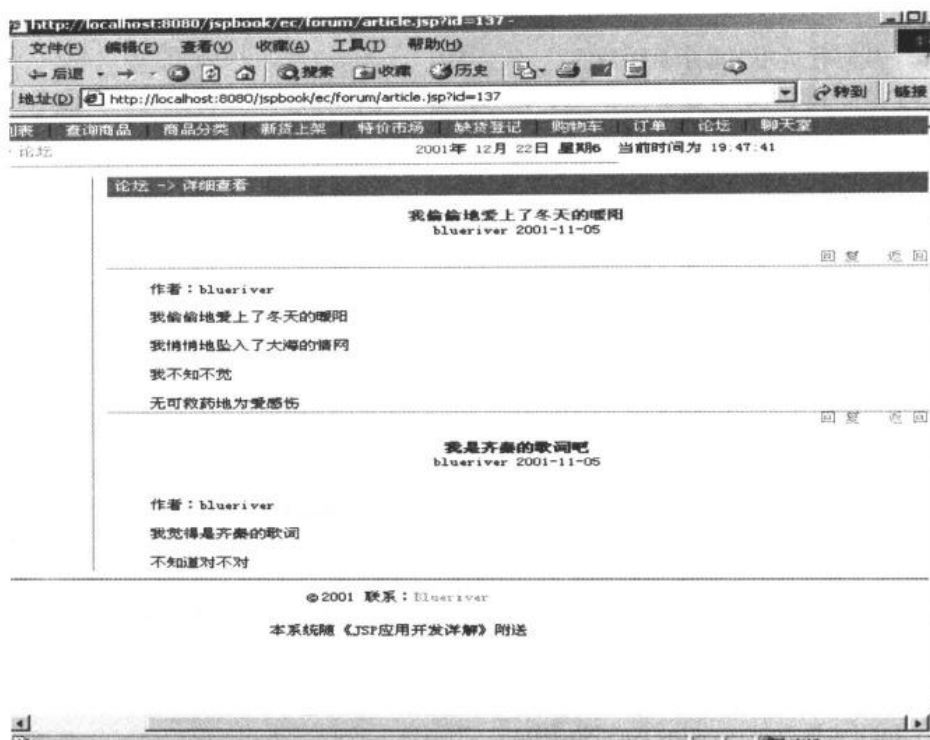 http://localhost:8080/jspbook/ec/forum/article.jsp?id=137 -
文件(F) 编辑(E) 查看(V) 收藏(A) 工具(T) 帮助(H)
后退 搜索 收藏 历史
地址(D) http://localhost:8080/jspbook/ec/forum/article.jsp?id=137 转到 链接
列表 查询商品 商品分类 新货上架 特价市场 缺货登记 购物车 订单 论坛 聊天室
论坛 2001年 12月 22日 星期6 当前时间为 19:47:41
论坛 -> 详细查看
我偷偷地爱上了冬天的暖阳
blueriver 2001-11-05
回 复 返 回
作者：blueriver
我偷偷地爱上了冬天的暖阳
我悄悄地坠入了大海的情网
我不知不觉
无可救药地为爱感伤
回 复 返 回
我是齐秦的歌词吧
blueriver 2001-11-05
作者：blueriver
我觉得是齐秦的歌词
不知道对不对
©2001 联系：Blueriver
本系统随《JSP应用开发详解》附送